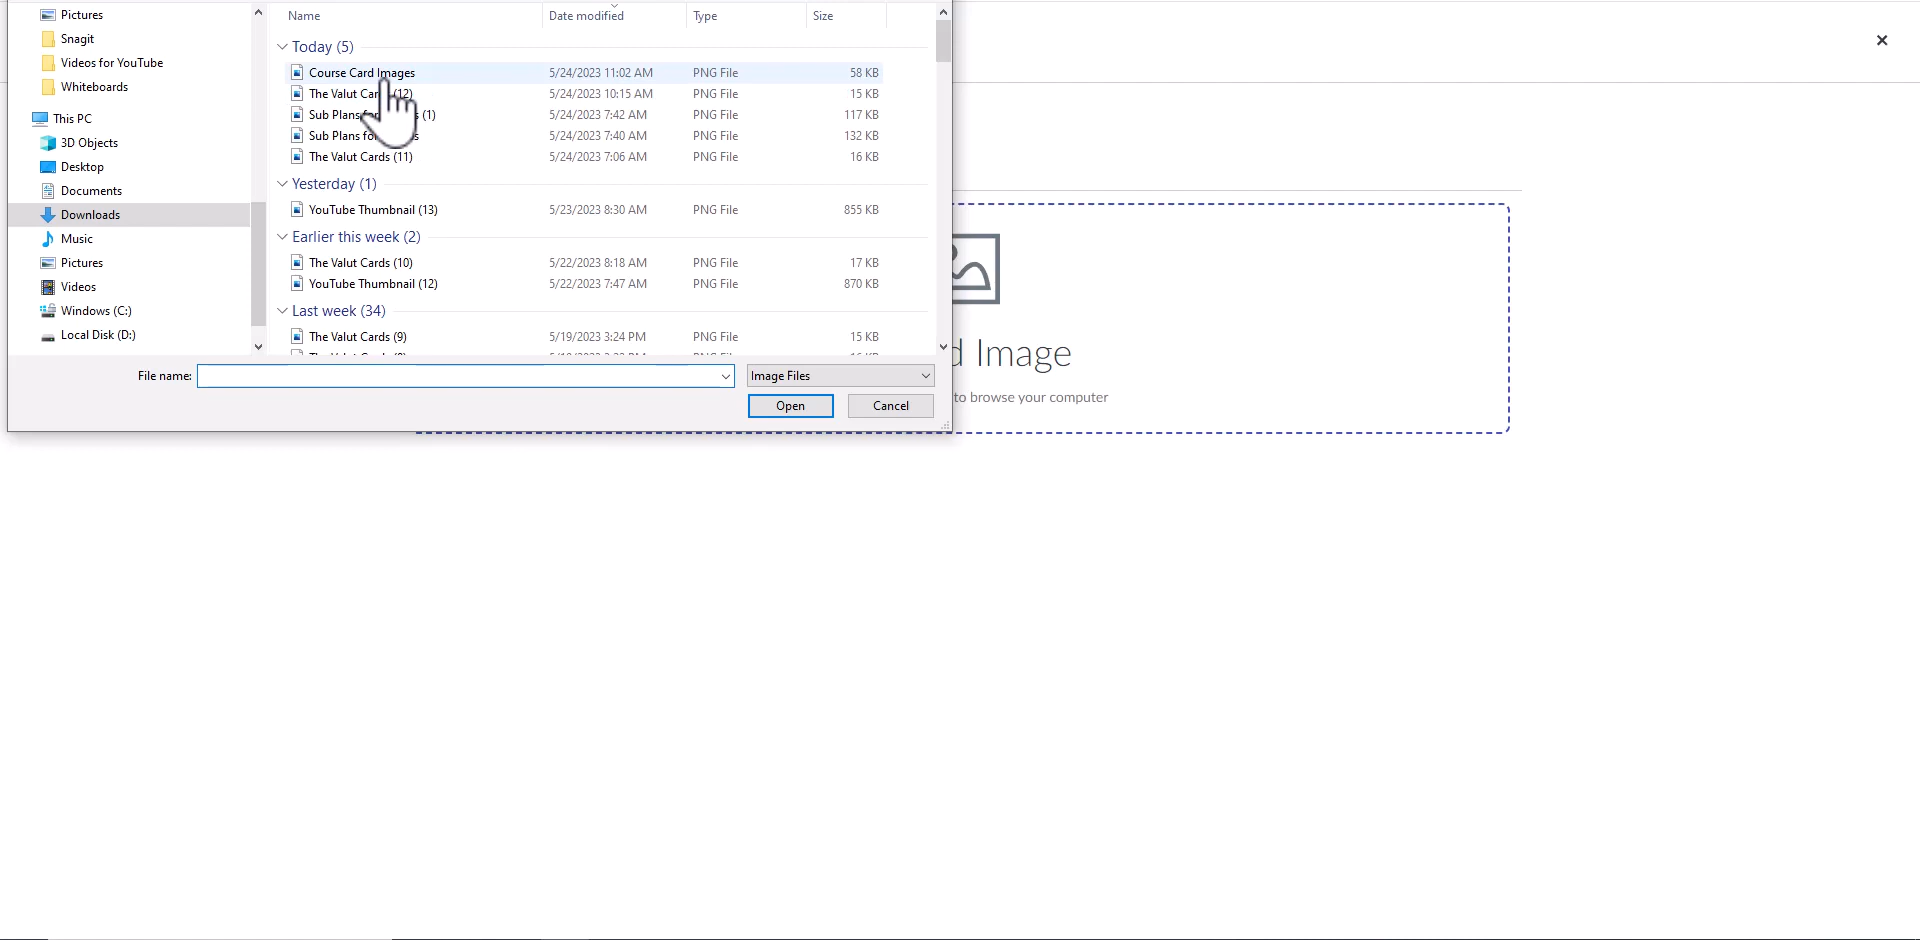 Pictures
Snagit
Videos for YouTube
Whiteboards
This PC
3D Objects
Desktop
Documents
Downloads
Music
Pictures
Videos
Windows (C:)
Local Disk (D:)
Name Date modified Type Size
Today (5)
Course Card Images 5/24/2023 11:02 AM PNG File 58 KB
The Valut (12) 5/24/2023 10:15 AM PNG File 15 KB
Sub Plans (1) 5/24/2023 7:42 AM PNG File 117 KB
Sub Plans 5/24/2023 7:40 AM PNG File 132 KB
The Valut Cards (11) 5/24/2023 7:06 AM PNG File 16 KB
Yesterday (1)
YouTube Thumbnail (13) 5/23/2023 8:30 AM PNG File 855 KB
Earlier this week (2)
The Valut Cards (10) 5/22/2023 8:18 AM PNG File 17 KB
YouTube Thumbnail (12) 5/22/2023 7:47 AM PNG File 870 KB
Last week (34)
The Valut Cards (9) 5/19/2023 3:24 PM PNG File 15 KB
File name: Image Files
Open Cancel
Image
to browse your computer